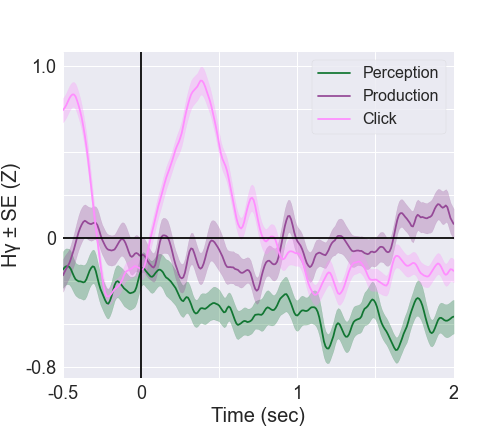 1.0
0
-0.8
Hγ ± SE (Z)
Perception
Production
Click
-0.5
0
1
2
Time (sec)